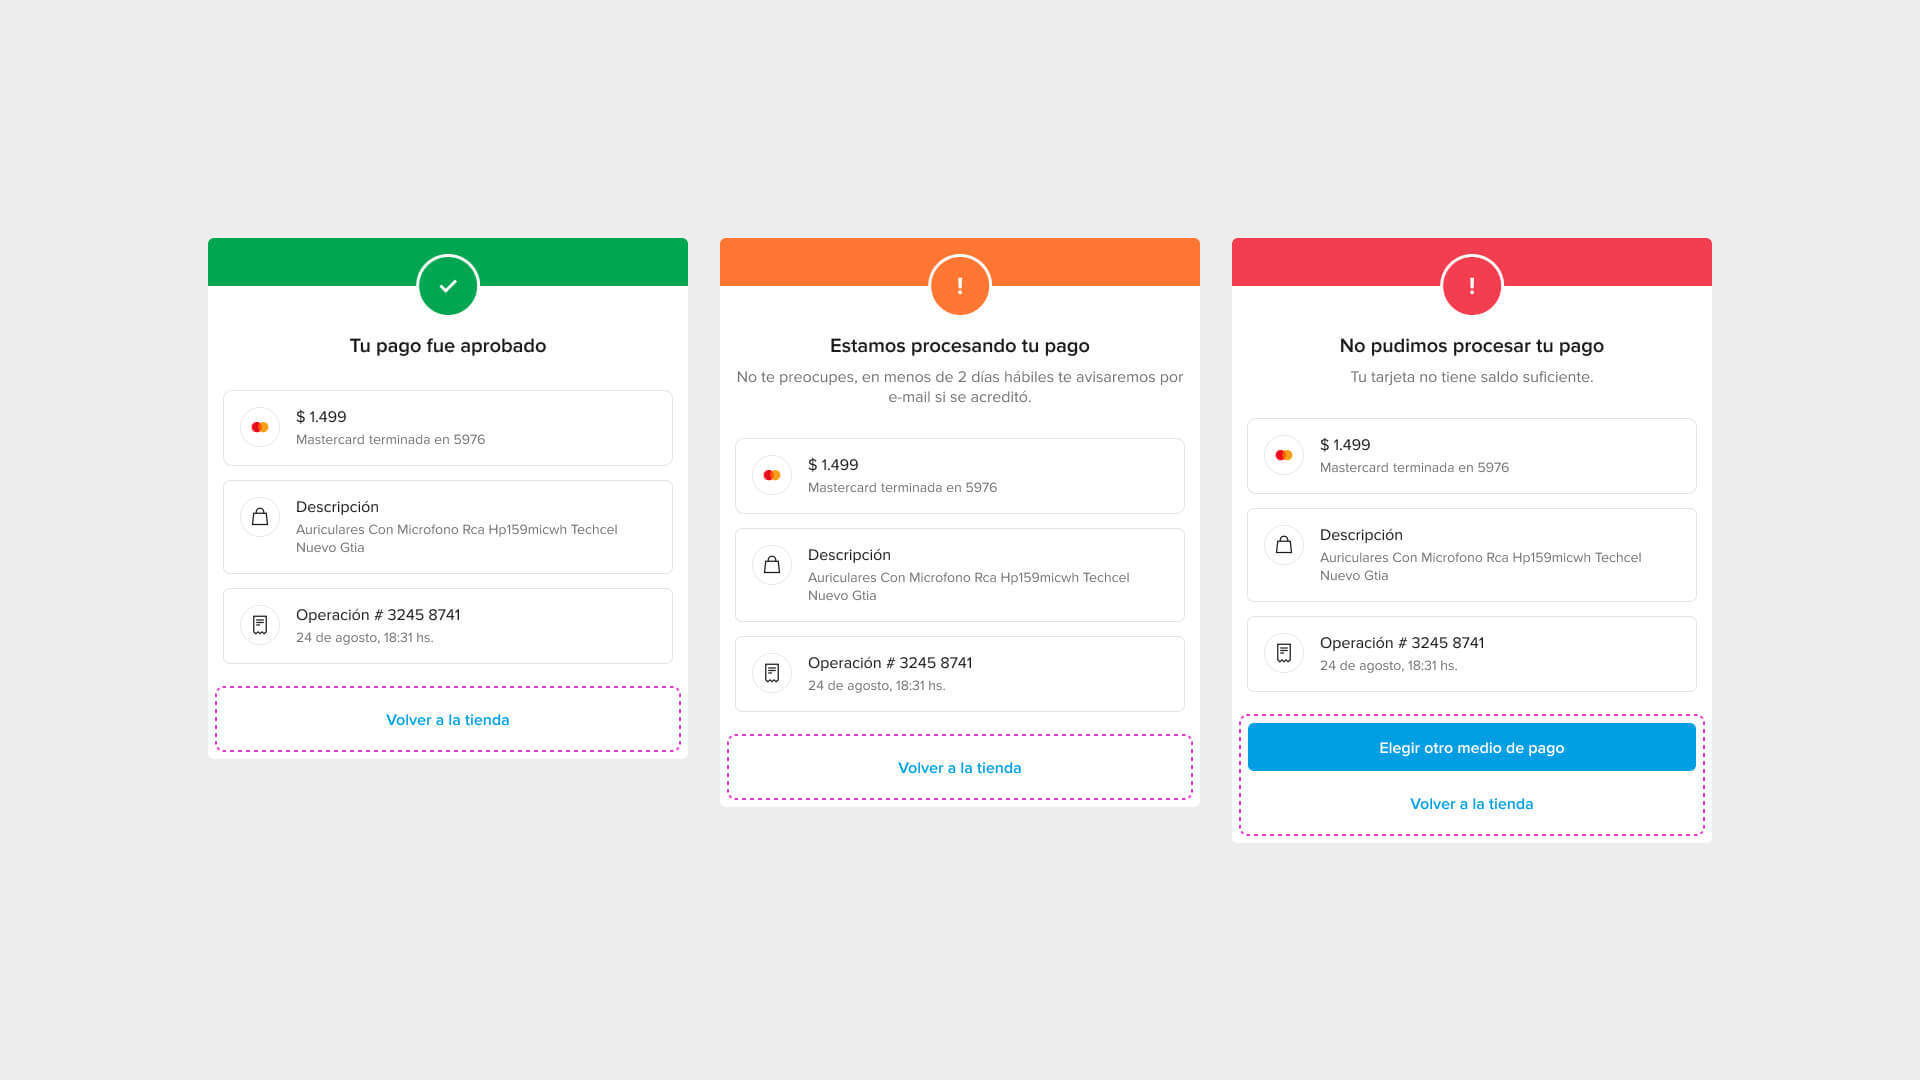 Tu pago fue aprobado
$ 1.499
Mastercard terminada en 5976
Descripción
Auriculares Con Microfono Rca Hp159micwh Techcel
Nuevo Gtia
Operación # 3245 8741
24 de agosto, 18:31 hs.
Volver a la tienda
!
Estamos procesando tu pago
No te preocupes, en menos de 2 días hábiles te avisaremos por
e-mail si se acreditó.
$ 1.499
Mastercard terminada en 5976
Descripción
Auriculares Con Microfono Rca Hp159micwh Techcel
Nuevo Gtia
Operación # 3245 8741
24 de agosto, 18:31 hs.
Volver a la tienda
!
No pudimos procesar tu pago
Tu tarjeta no tiene saldo suficiente.
$ 1.499
Mastercard terminada en 5976
Descripción
Auriculares Con Microfono Rca Hp159micwh Techcel
Nuevo Gtia
Operación # 3245 8741
24 de agosto, 18:31 hs.
Elegir otro medio de pago
Volver a la tienda